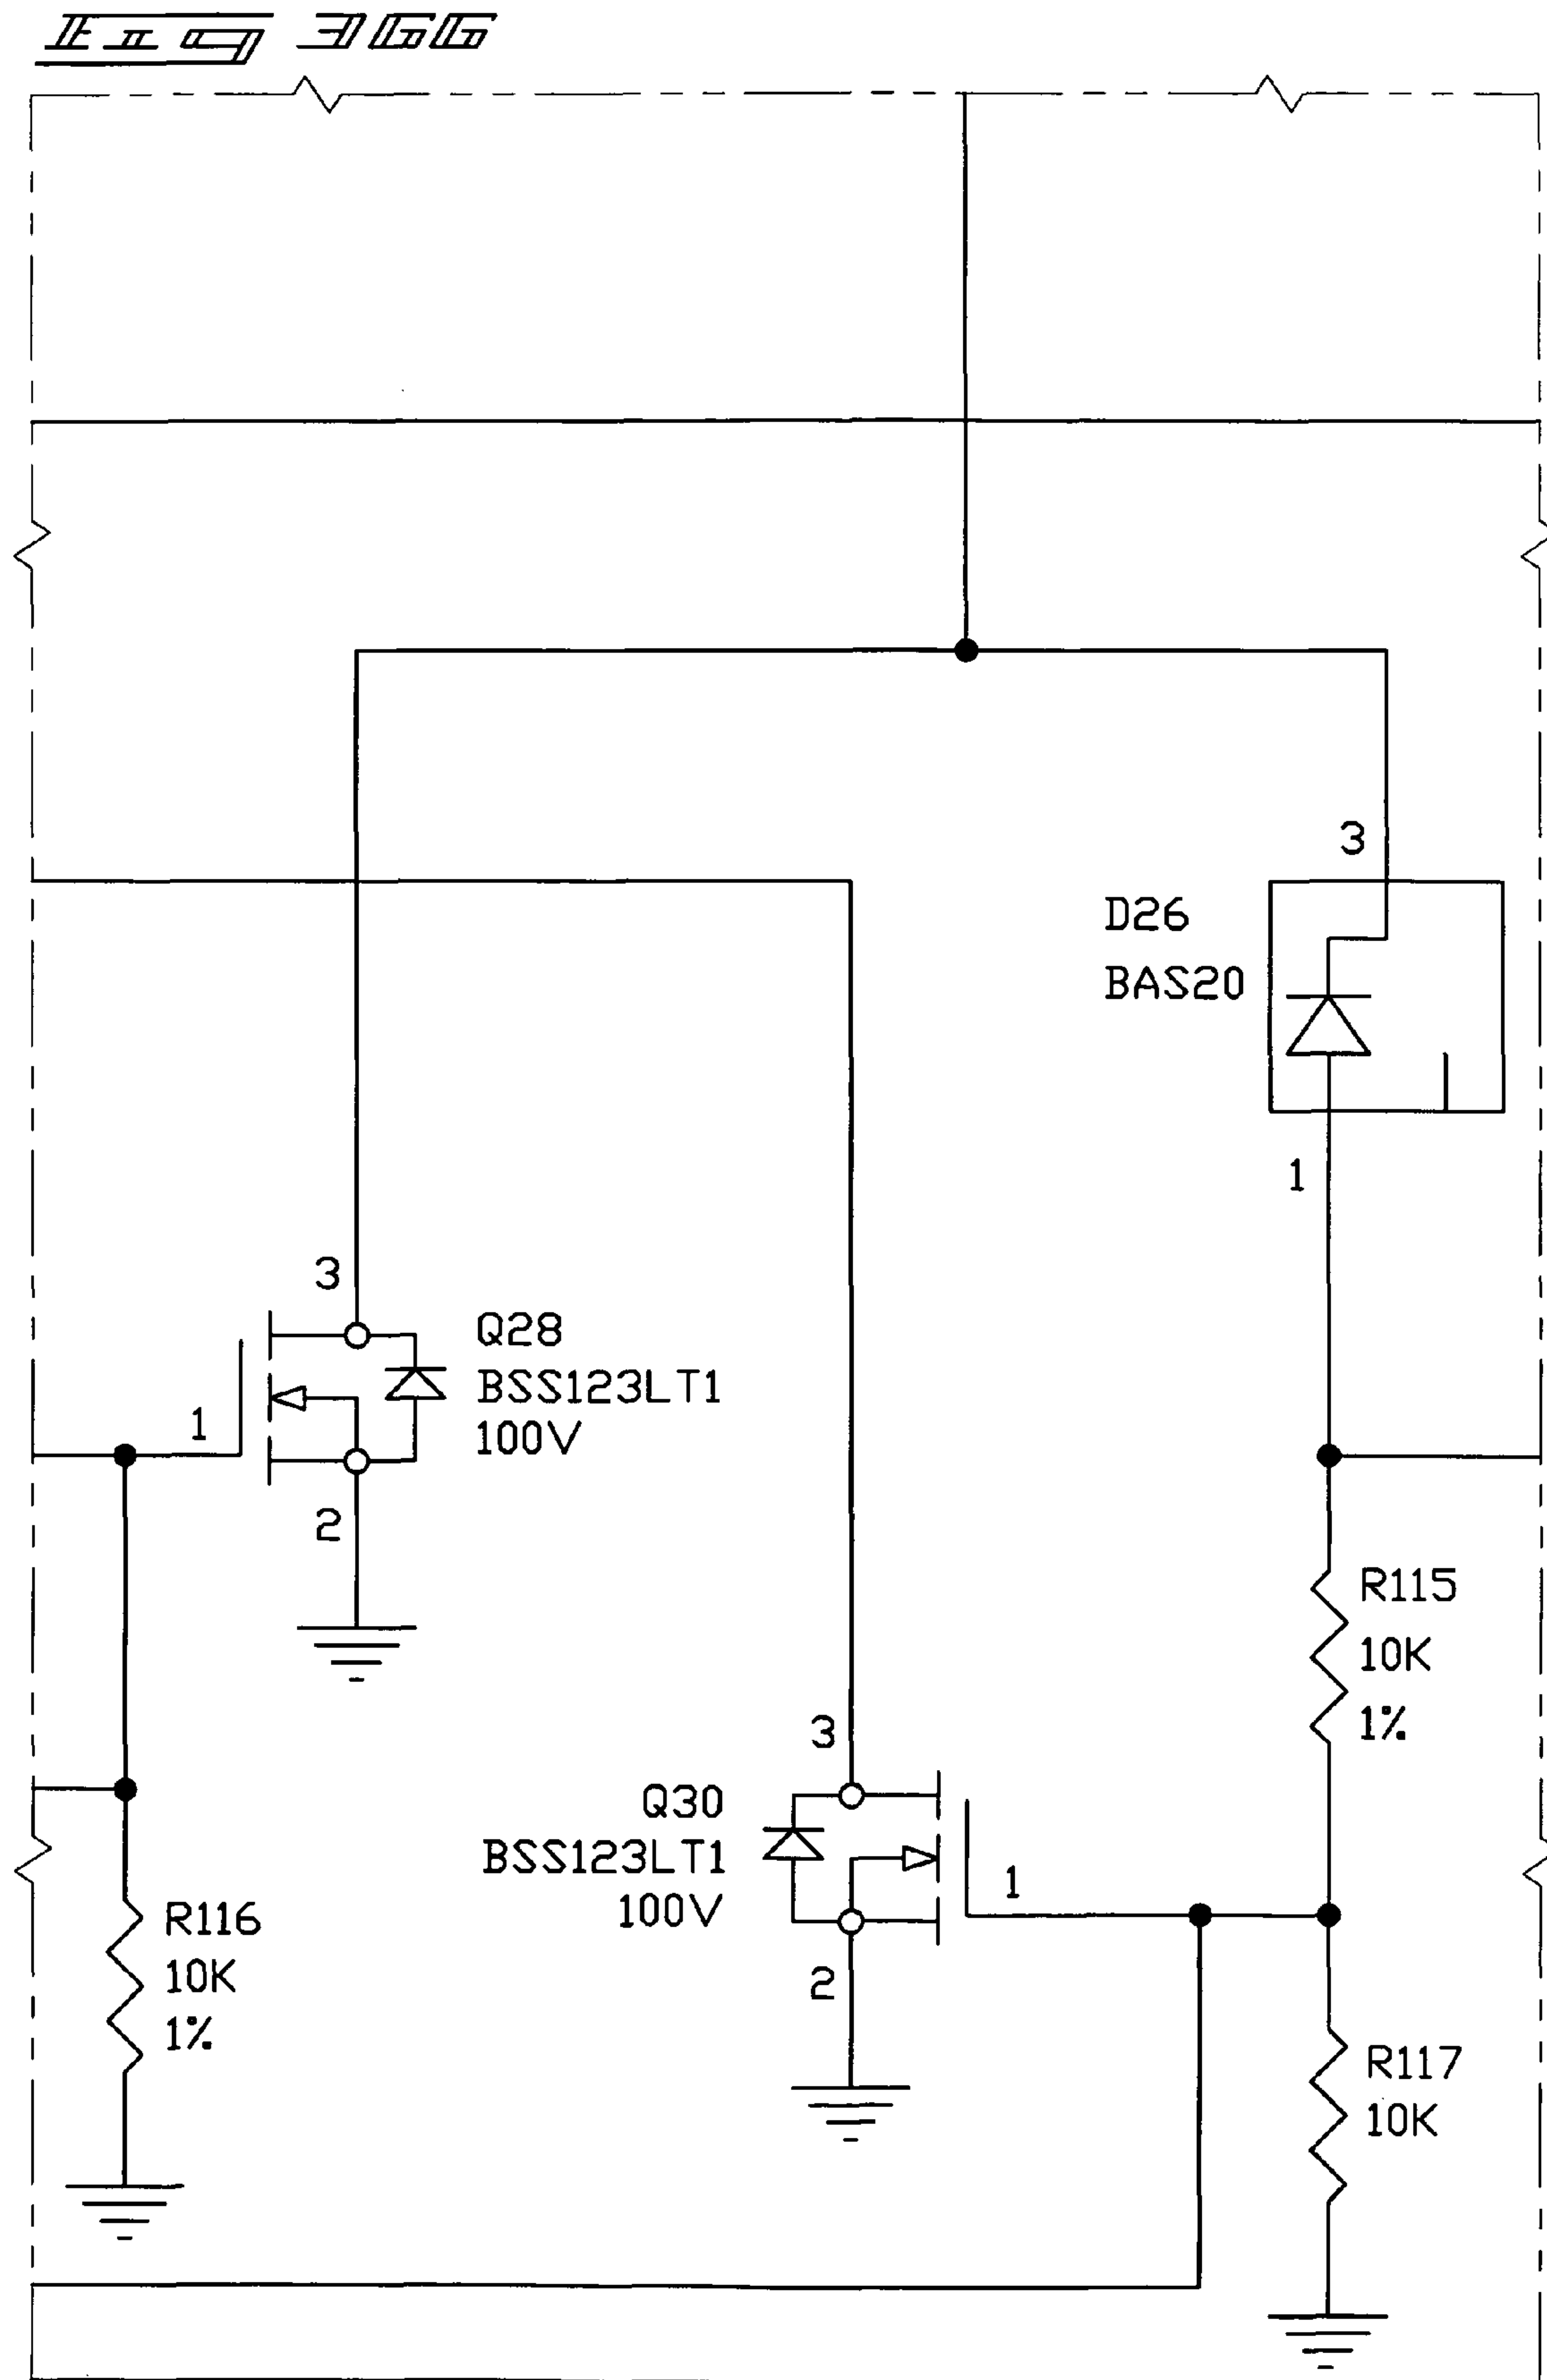 Fig 3GG
3
D26
BAS20
1
3
Q28
BSS123LT1
100V
1
2
R115
10K
1%
3
Q30
BSS123LT1
100V
1
2
R116
10K
1%
R117
10K